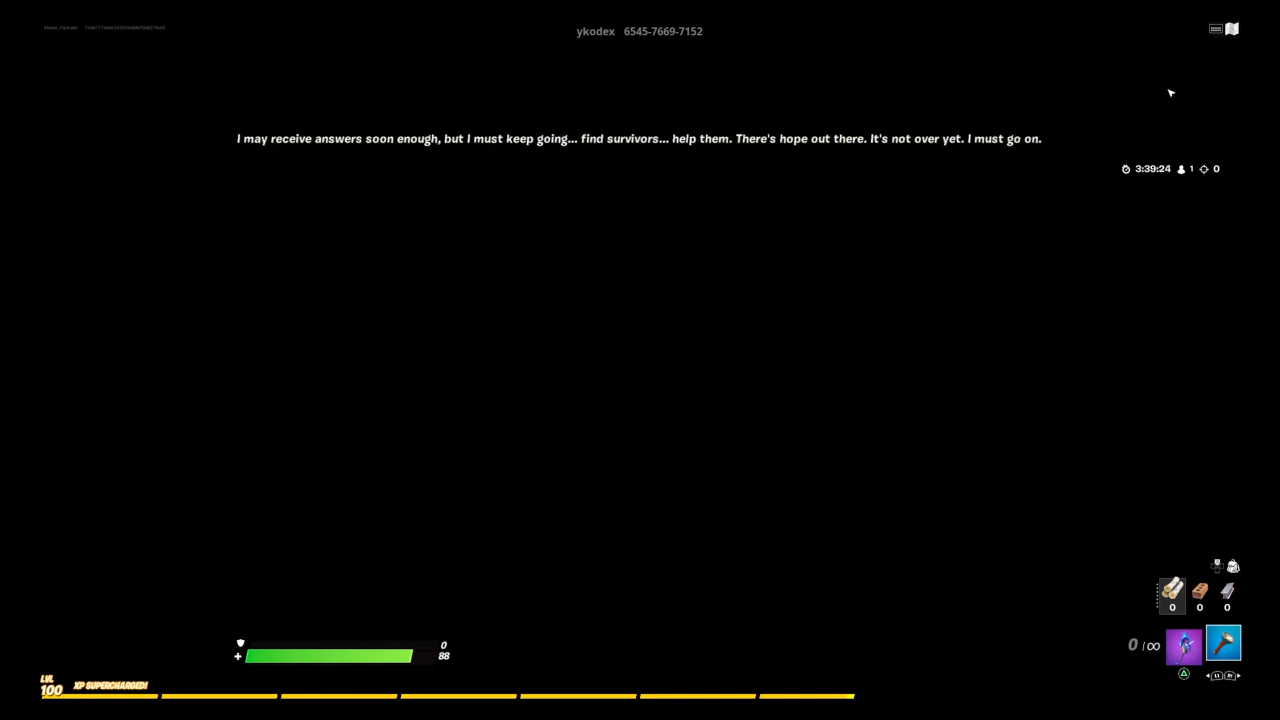 ykodex 6545-7669-7152
I may receive answers soon enough, but I must keep going... find survivors... help them. There's hope out there. It's not over yet. I must go on.
3:39:24 1 0
0 0 0
0
88
0 / ∞
LVL
100
XP SUPERCHARGED!